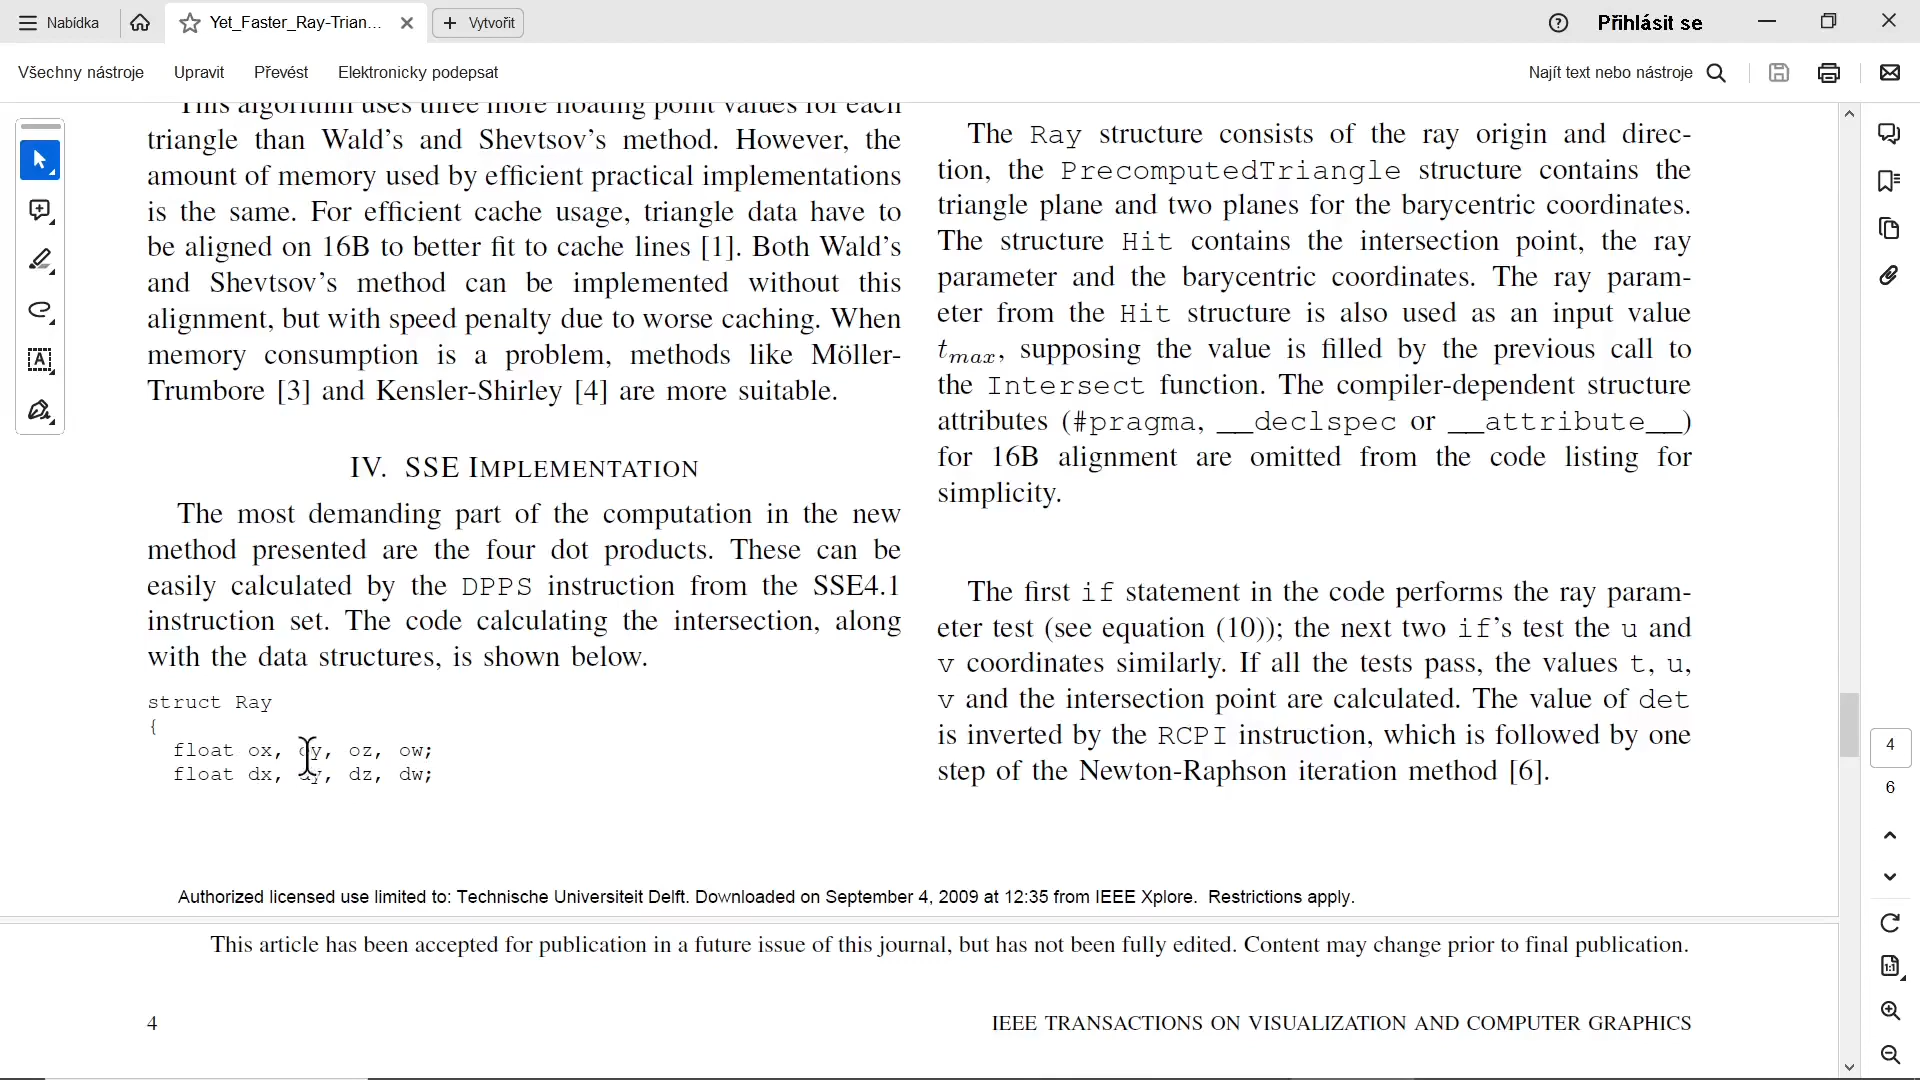 Nabídka
Yet_Faster_Ray-Trian...
Vytvořit
Přihlásit se
Všechny nástroje
Upravit
Převést
Elektronicky podepsat
Najít text nebo nástroje
This algorithm uses three more floating point values for each
triangle than Wald's and Shevtsov's method. However, the
amount of memory used by efficient practical implementations
is the same. For efficient cache usage, triangle data have to
be aligned on 16B to better fit to cache lines [1]. Both Wald's
and Shevtsov's method can be implemented without this
alignment, but with speed penalty due to worse caching. When
memory consumption is a problem, methods like Möller-
Trumbore [3] and Kensler-Shirley [4] are more suitable.
IV. SSE IMPLEMENTATION
The most demanding part of the computation in the new
method presented are the four dot products. These can be
easily calculated by the DPPS instruction from the SSE4.1
instruction set. The code calculating the intersection, along
with the data structures, is shown below.
struct Ray
{
float ox, oy, oz, ow;
float dx, dy, dz, dw;
The Ray structure consists of the ray origin and direc-
tion, the PrecomputedTriangle structure contains the
triangle plane and two planes for the barycentric coordinates.
The structure Hit contains the intersection point, the ray
parameter and the barycentric coordinates. The ray param-
eter from the Hit structure is also used as an input value
tmax, supposing the value is filled by the previous call to
the Intersect function. The compiler-dependent structure
attributes (#pragma, __declspec or __attribute__)
for 16B alignment are omitted from the code listing for
simplicity.
The first if statement in the code performs the ray param-
eter test (see equation (10)); the next two if's test the u and
v coordinates similarly. If all the tests pass, the values t, u,
v and the intersection point are calculated. The value of det
is inverted by the RCPI instruction, which is followed by one
step of the Newton-Raphson iteration method [6].
Authorized licensed use limited to: Technische Universiteit Delft. Downloaded on September 4, 2009 at 12:35 from IEEE Xplore. Restrictions apply.
This article has been accepted for publication in a future issue of this journal, but has not been fully edited. Content may change prior to final publication.
4
IEEE TRANSACTIONS ON VISUALIZATION AND COMPUTER GRAPHICS
4
6